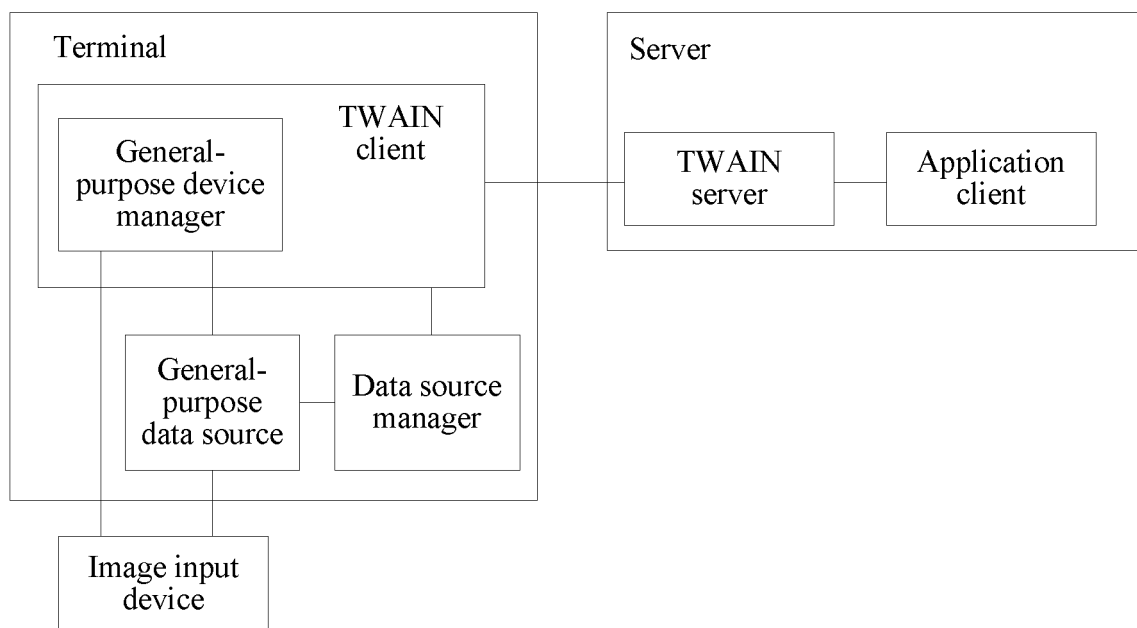 Terminal
TWAIN
client
General-
purpose device
manager
General-
purpose
data source
Data source
manager
Image input
device
Server
TWAIN
server
Application
client